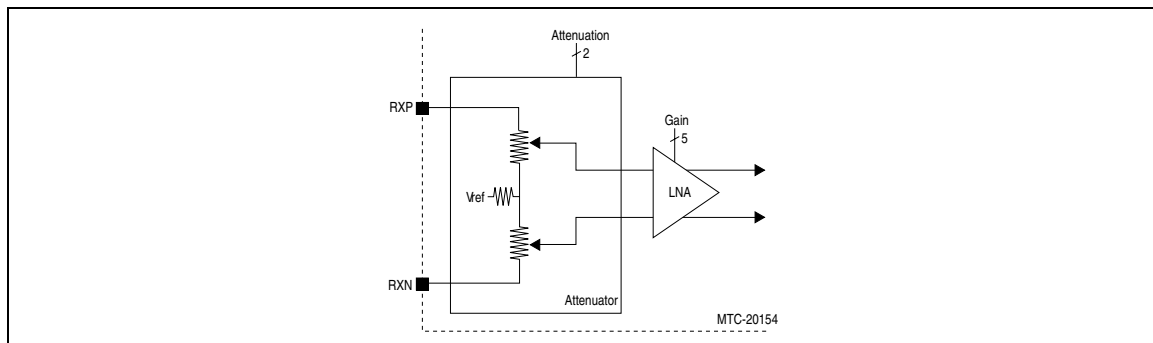 Attenuation
2
RXP
Gain
5
Vref
LNA
RXN
Attenuator
MTC-20154